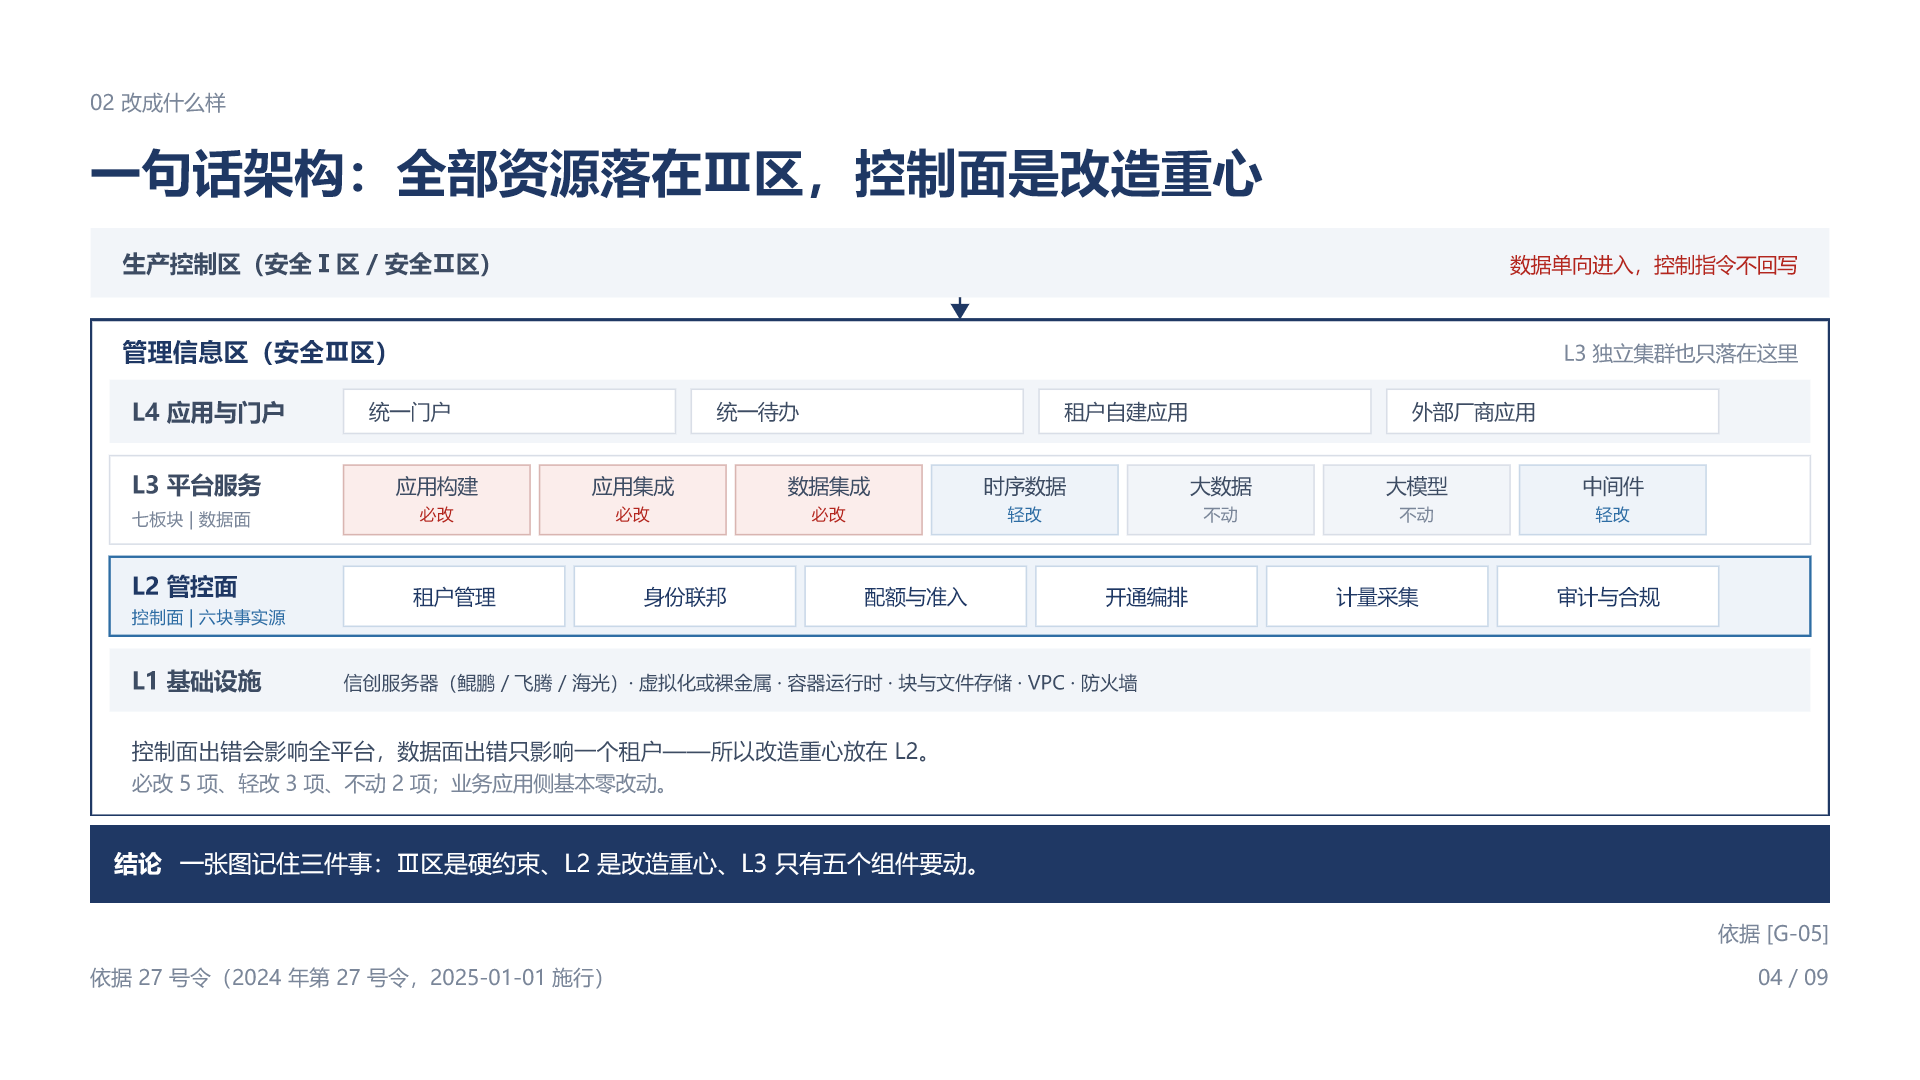 02 改成什么样
一句话架构：全部资源落在Ⅲ区，控制面是改造重心
生产控制区（安全Ⅰ区 / 安全Ⅱ区）
数据单向进入，控制指令不回写
管理信息区（安全Ⅲ区）
L3 独立集群也只落在这里
L4 应用与门户
统一门户
统一待办
租户自建应用
外部厂商应用
L3 平台服务
七板块 | 数据面
应用构建
必改
应用集成
必改
数据集成
必改
时序数据
轻改
大数据
不动
大模型
不动
中间件
轻改
L2 管控面
控制面 | 六块事实源
租户管理
身份联邦
配额与准入
开通编排
计量采集
审计与合规
L1 基础设施
信创服务器（鲲鹏 / 飞腾 / 海光）· 虚拟化或裸金属 · 容器运行时 · 块与文件存储 · VPC · 防火墙
控制面出错会影响全平台，数据面出错只影响一个租户——所以改造重心放在 L2。
必改 5 项、轻改 3 项、不动 2 项；业务应用侧基本零改动。
结论 一张图记住三件事：Ⅲ区是硬约束、L2 是改造重心、L3 只有五个组件要动。
依据 [G-05]
依据 27 号令（2024 年第 27 号令，2025-01-01 施行）
04 / 09